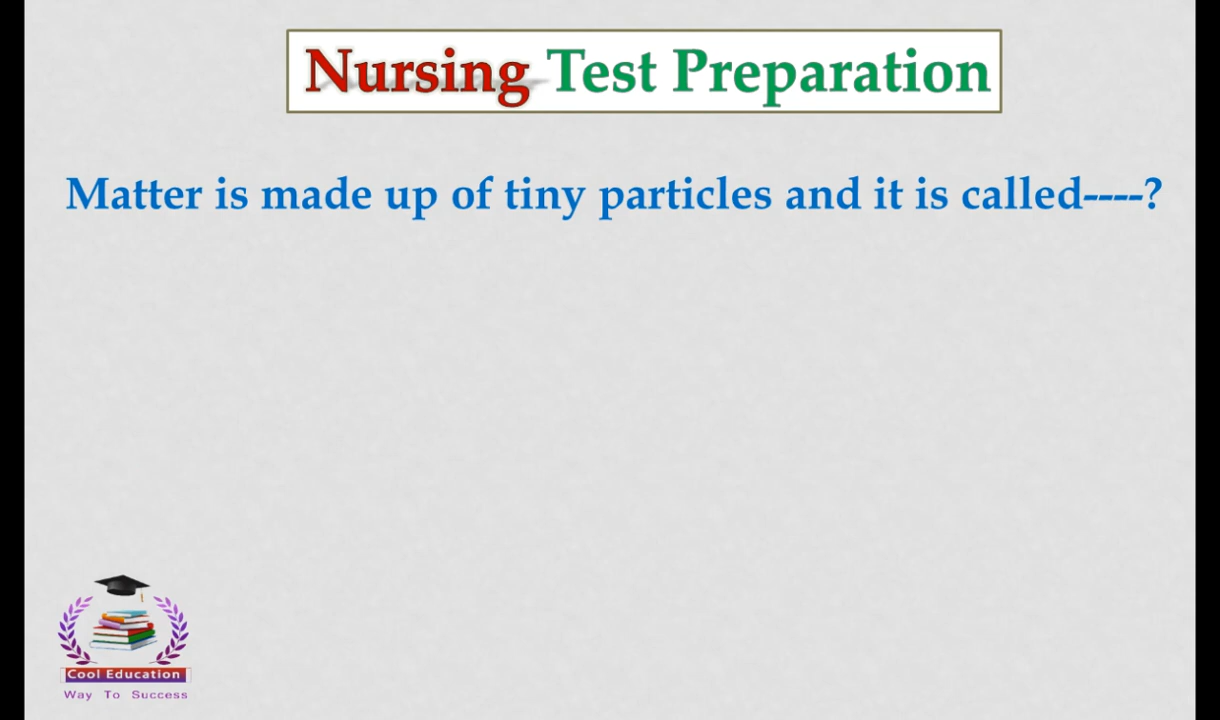 Nursing Test Preparation
Matter is made up of tiny particles and it is called----?
Cool Education
Way To Success